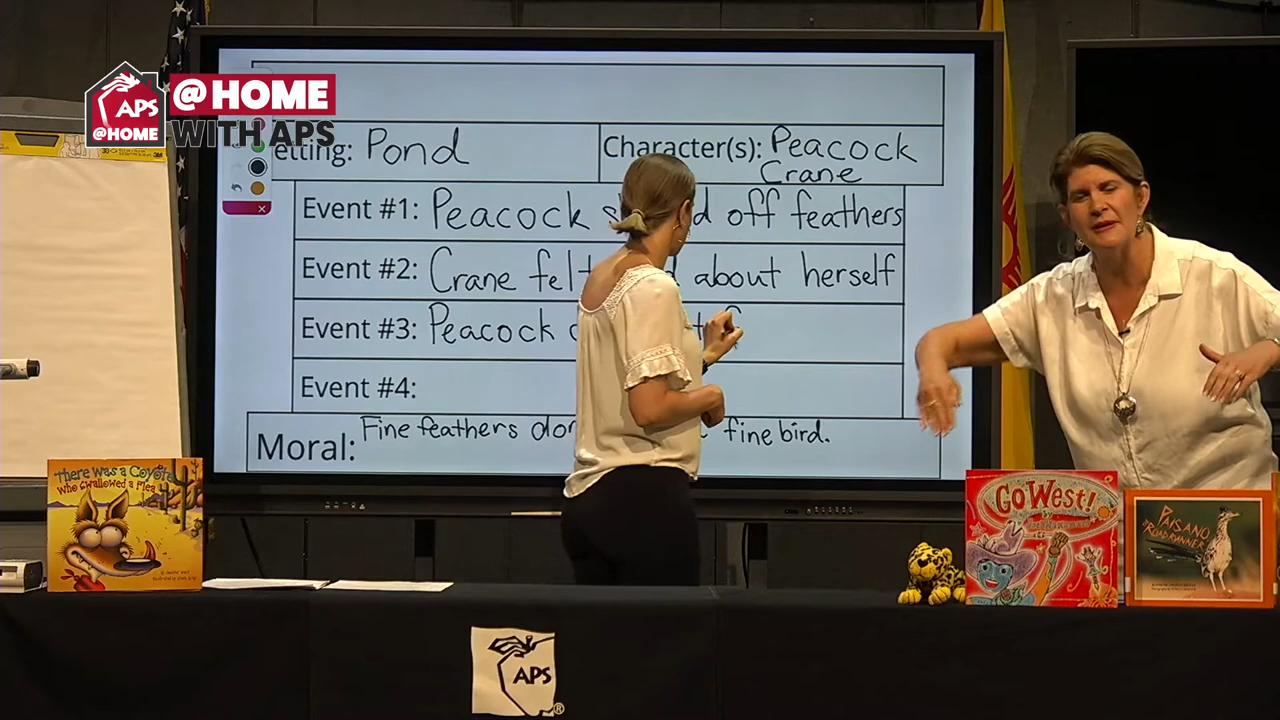 @HOME
WITH APS
APS
@HOME
etting: Pond
Character(s): Peacock
Crane
Event #1: Peacock s d off feathers
Event #2: Crane felt about herself
Event #3: Peacock
Event #4:
Moral: Fine feathers don fine bird.
There was a Coyote
Who Swallowed a Flea
Go West!
PAISANO
ROADRUNNER
APS